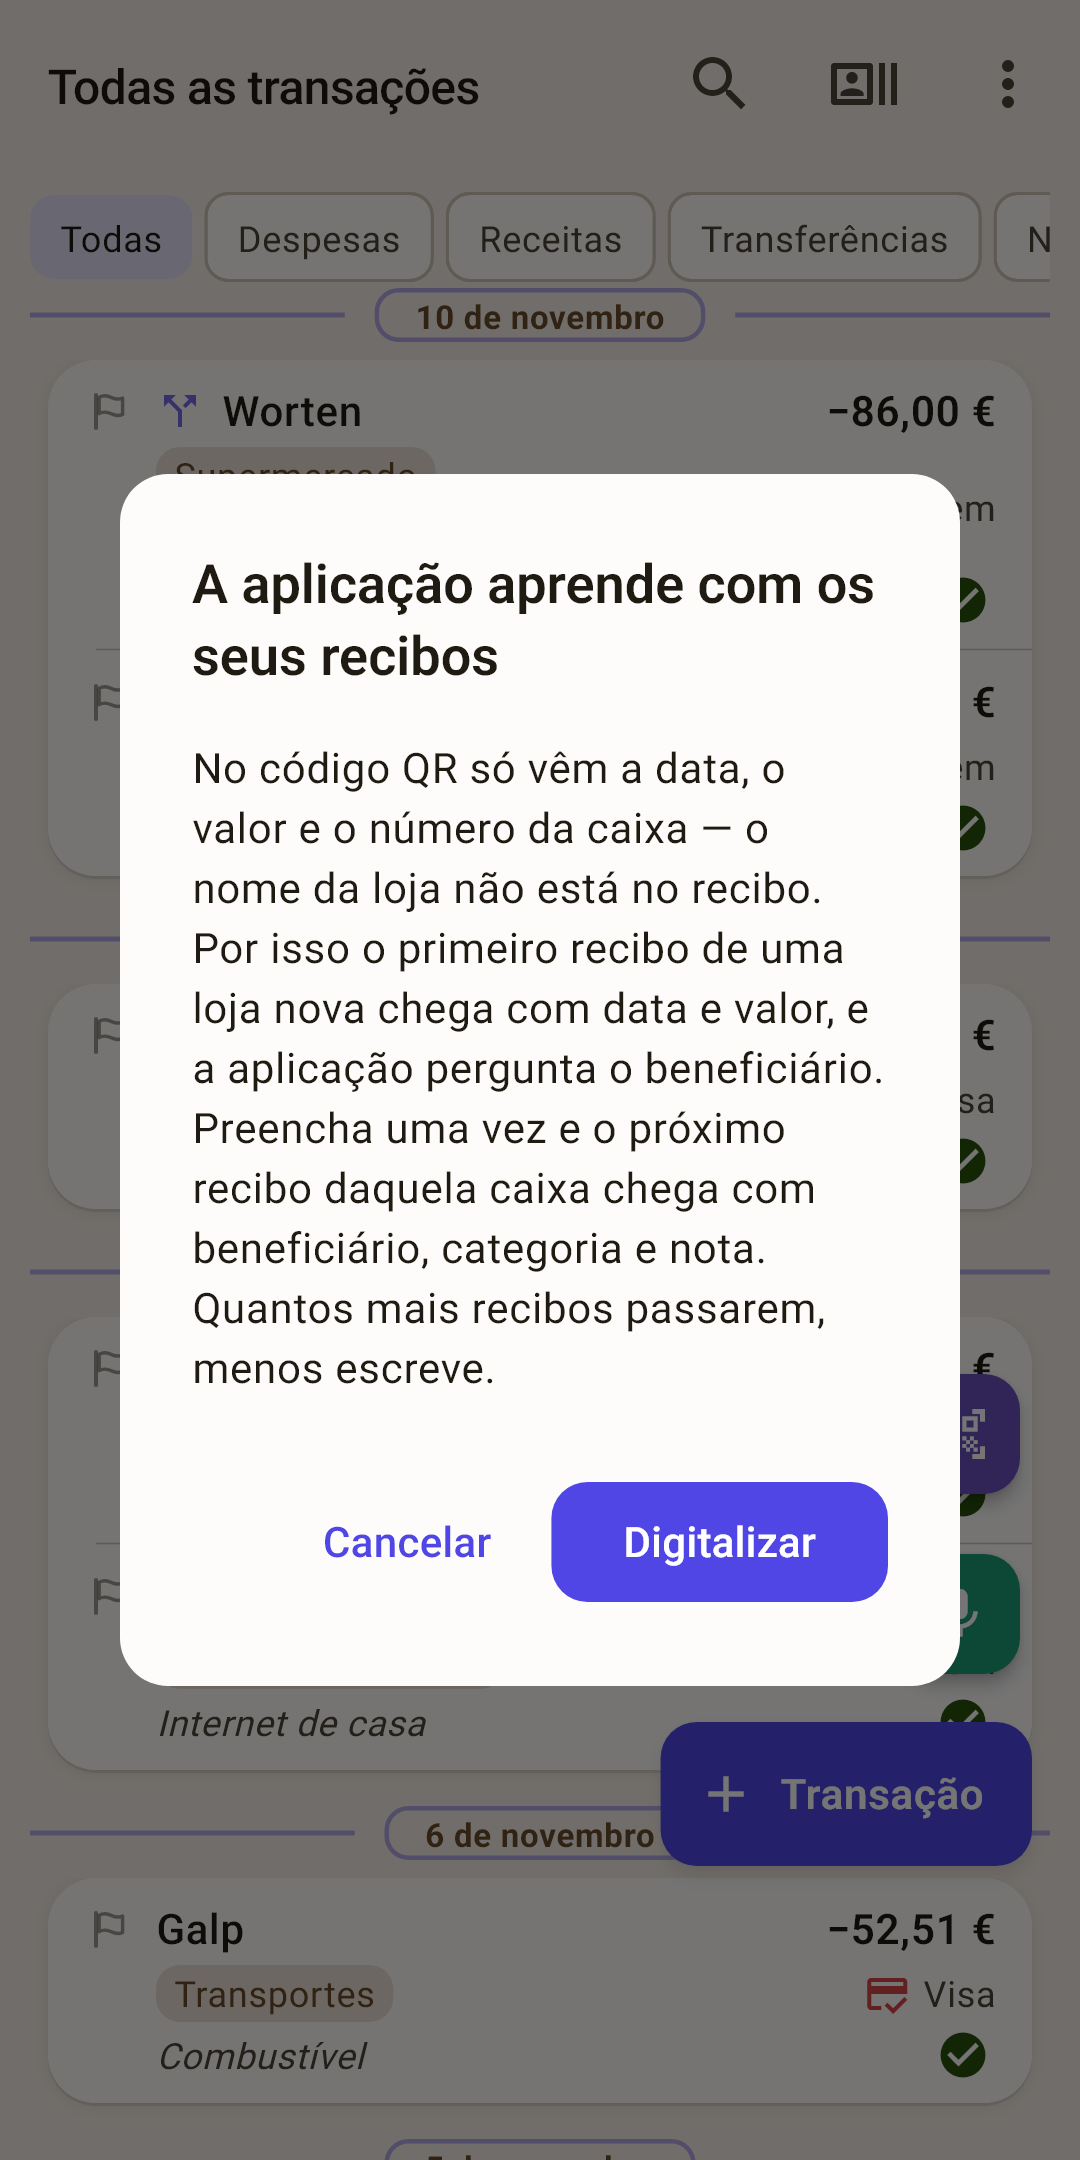 Todas as transações
Todas
Despesas
Receitas
Transferências
N
10 de novembro
Worten
−86,00 €
Supermercado
em
A aplicação aprende com os
seus recibos
€
em
No código QR só vêm a data, o
valor e o número da caixa — o
nome da loja não está no recibo.
Por isso o primeiro recibo de uma
loja nova chega com data e valor, e
a aplicação pergunta o beneficiário.
Preencha uma vez e o próximo
recibo daquela caixa chega com
beneficiário, categoria e nota.
Quantos mais recibos passarem,
menos escreve.
€
sa
€
Cancelar
Digitalizar
Internet de casa
Transação
6 de novembro
Galp
−52,51 €
Transportes
Visa
Combustível